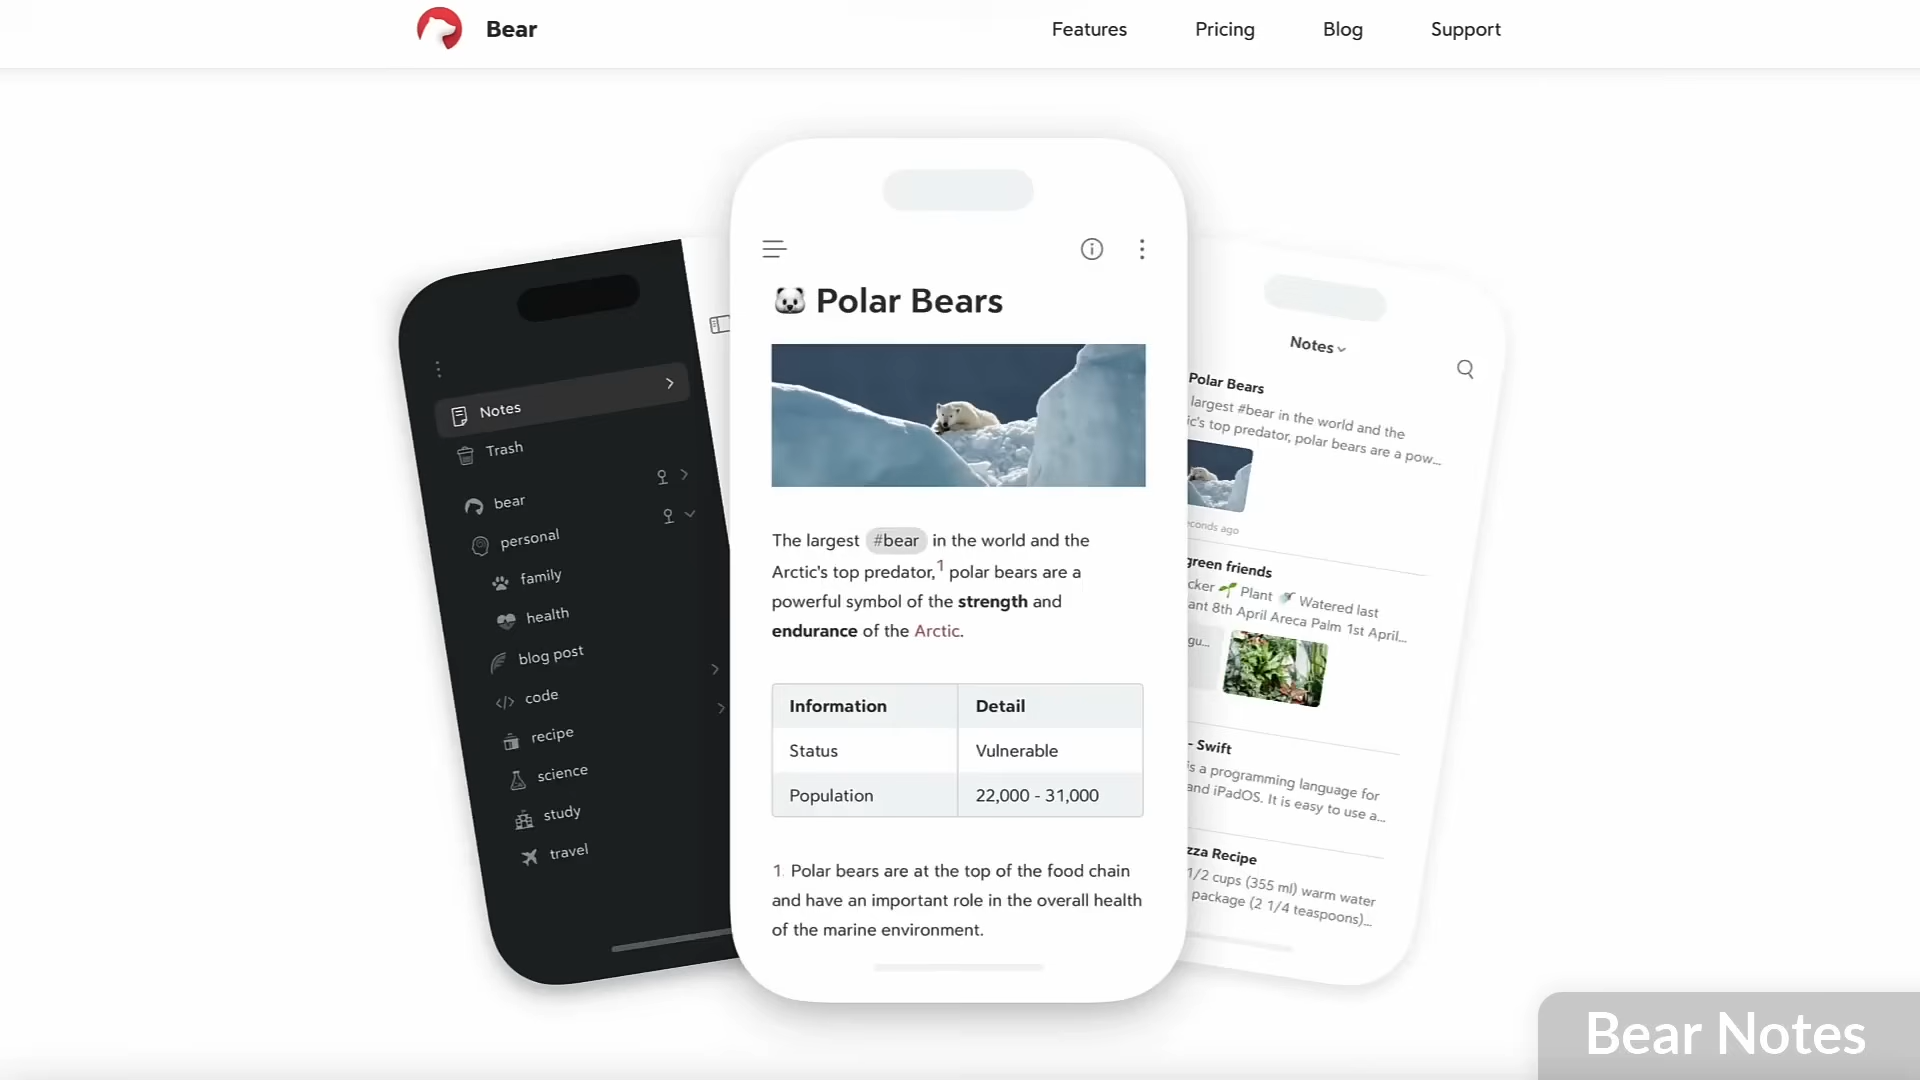 Bear
Features
Pricing
Blog
Support
Notes
Trash
bear
personal
family
health
blog post
code
recipe
science
study
travel
Polar Bears
The largest #bear in the world and the
Arctic's top predator,1 polar bears are a
powerful symbol of the strength and
endurance of the Arctic.
Information Detail
Status Vulnerable
Population 22,000 - 31,000
1. Polar bears are at the top of the food chain
and have an important role in the overall health
of the marine environment.
Notes
Polar Bears
largest #bear in the world and the
ic's top predator, polar bears are a pow...
econds ago
green friends
cker 🌱 Plant 🚿 Watered last
ant 8th April Areca Palm 1st April...
gu...
- Swift
is a programming language for
and iPadOS. It is easy to use a...
zza Recipe
1/2 cups (355 ml) warm water
package (2 1/4 teaspoons)...
Bear Notes